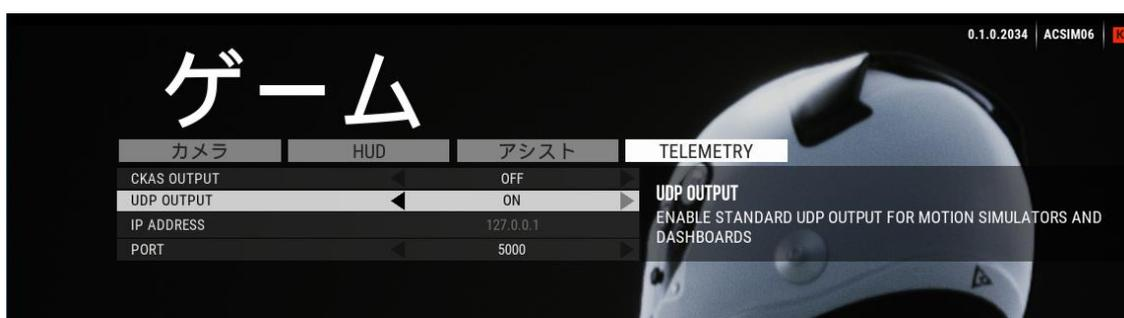 0.1.0.2034 ACSIM06 K
ゲーム
カメラ HUD アシスト TELEMETRY
CKAS OUTPUT OFF
UDP OUTPUT ON
IP ADDRESS 127.0.0.1
PORT 5000
UDP OUTPUT
ENABLE STANDARD UDP OUTPUT FOR MOTION SIMULATORS AND
DASHBOARDS